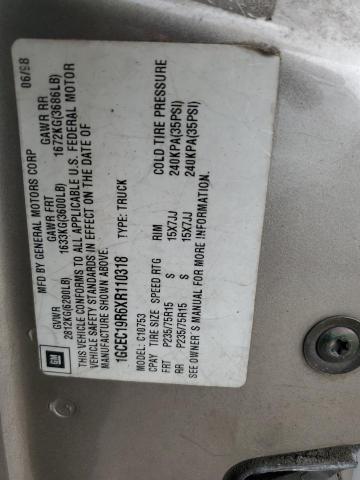 GM
MFD BY GENERAL MOTORS CORP 06/98
GVWR GAWR FRT GAWR RR
2812KG(6200LB) 1633KG(3600LB) 1672KG(3686LB)
THIS VEHICLE CONFORMS TO ALL APPLICABLE U.S. FEDERAL MOTOR
VEHICLE SAFETY STANDARDS IN EFFECT ON THE DATE OF
MANUFACTURE SHOWN ABOVE.
1GCEC19R6XR110318 TYPE: TRUCK
MODEL: C10753
CPAY TIRE SIZE SPEED RTG RIM COLD TIRE PRESSURE
FRT P235/75R15 S 15X7JJ 240KPA(35PSI)
RR P235/75R15 S 15X7JJ 240KPA(35PSI)
SEE OWNER'S MANUAL FOR MORE INFORMATION.